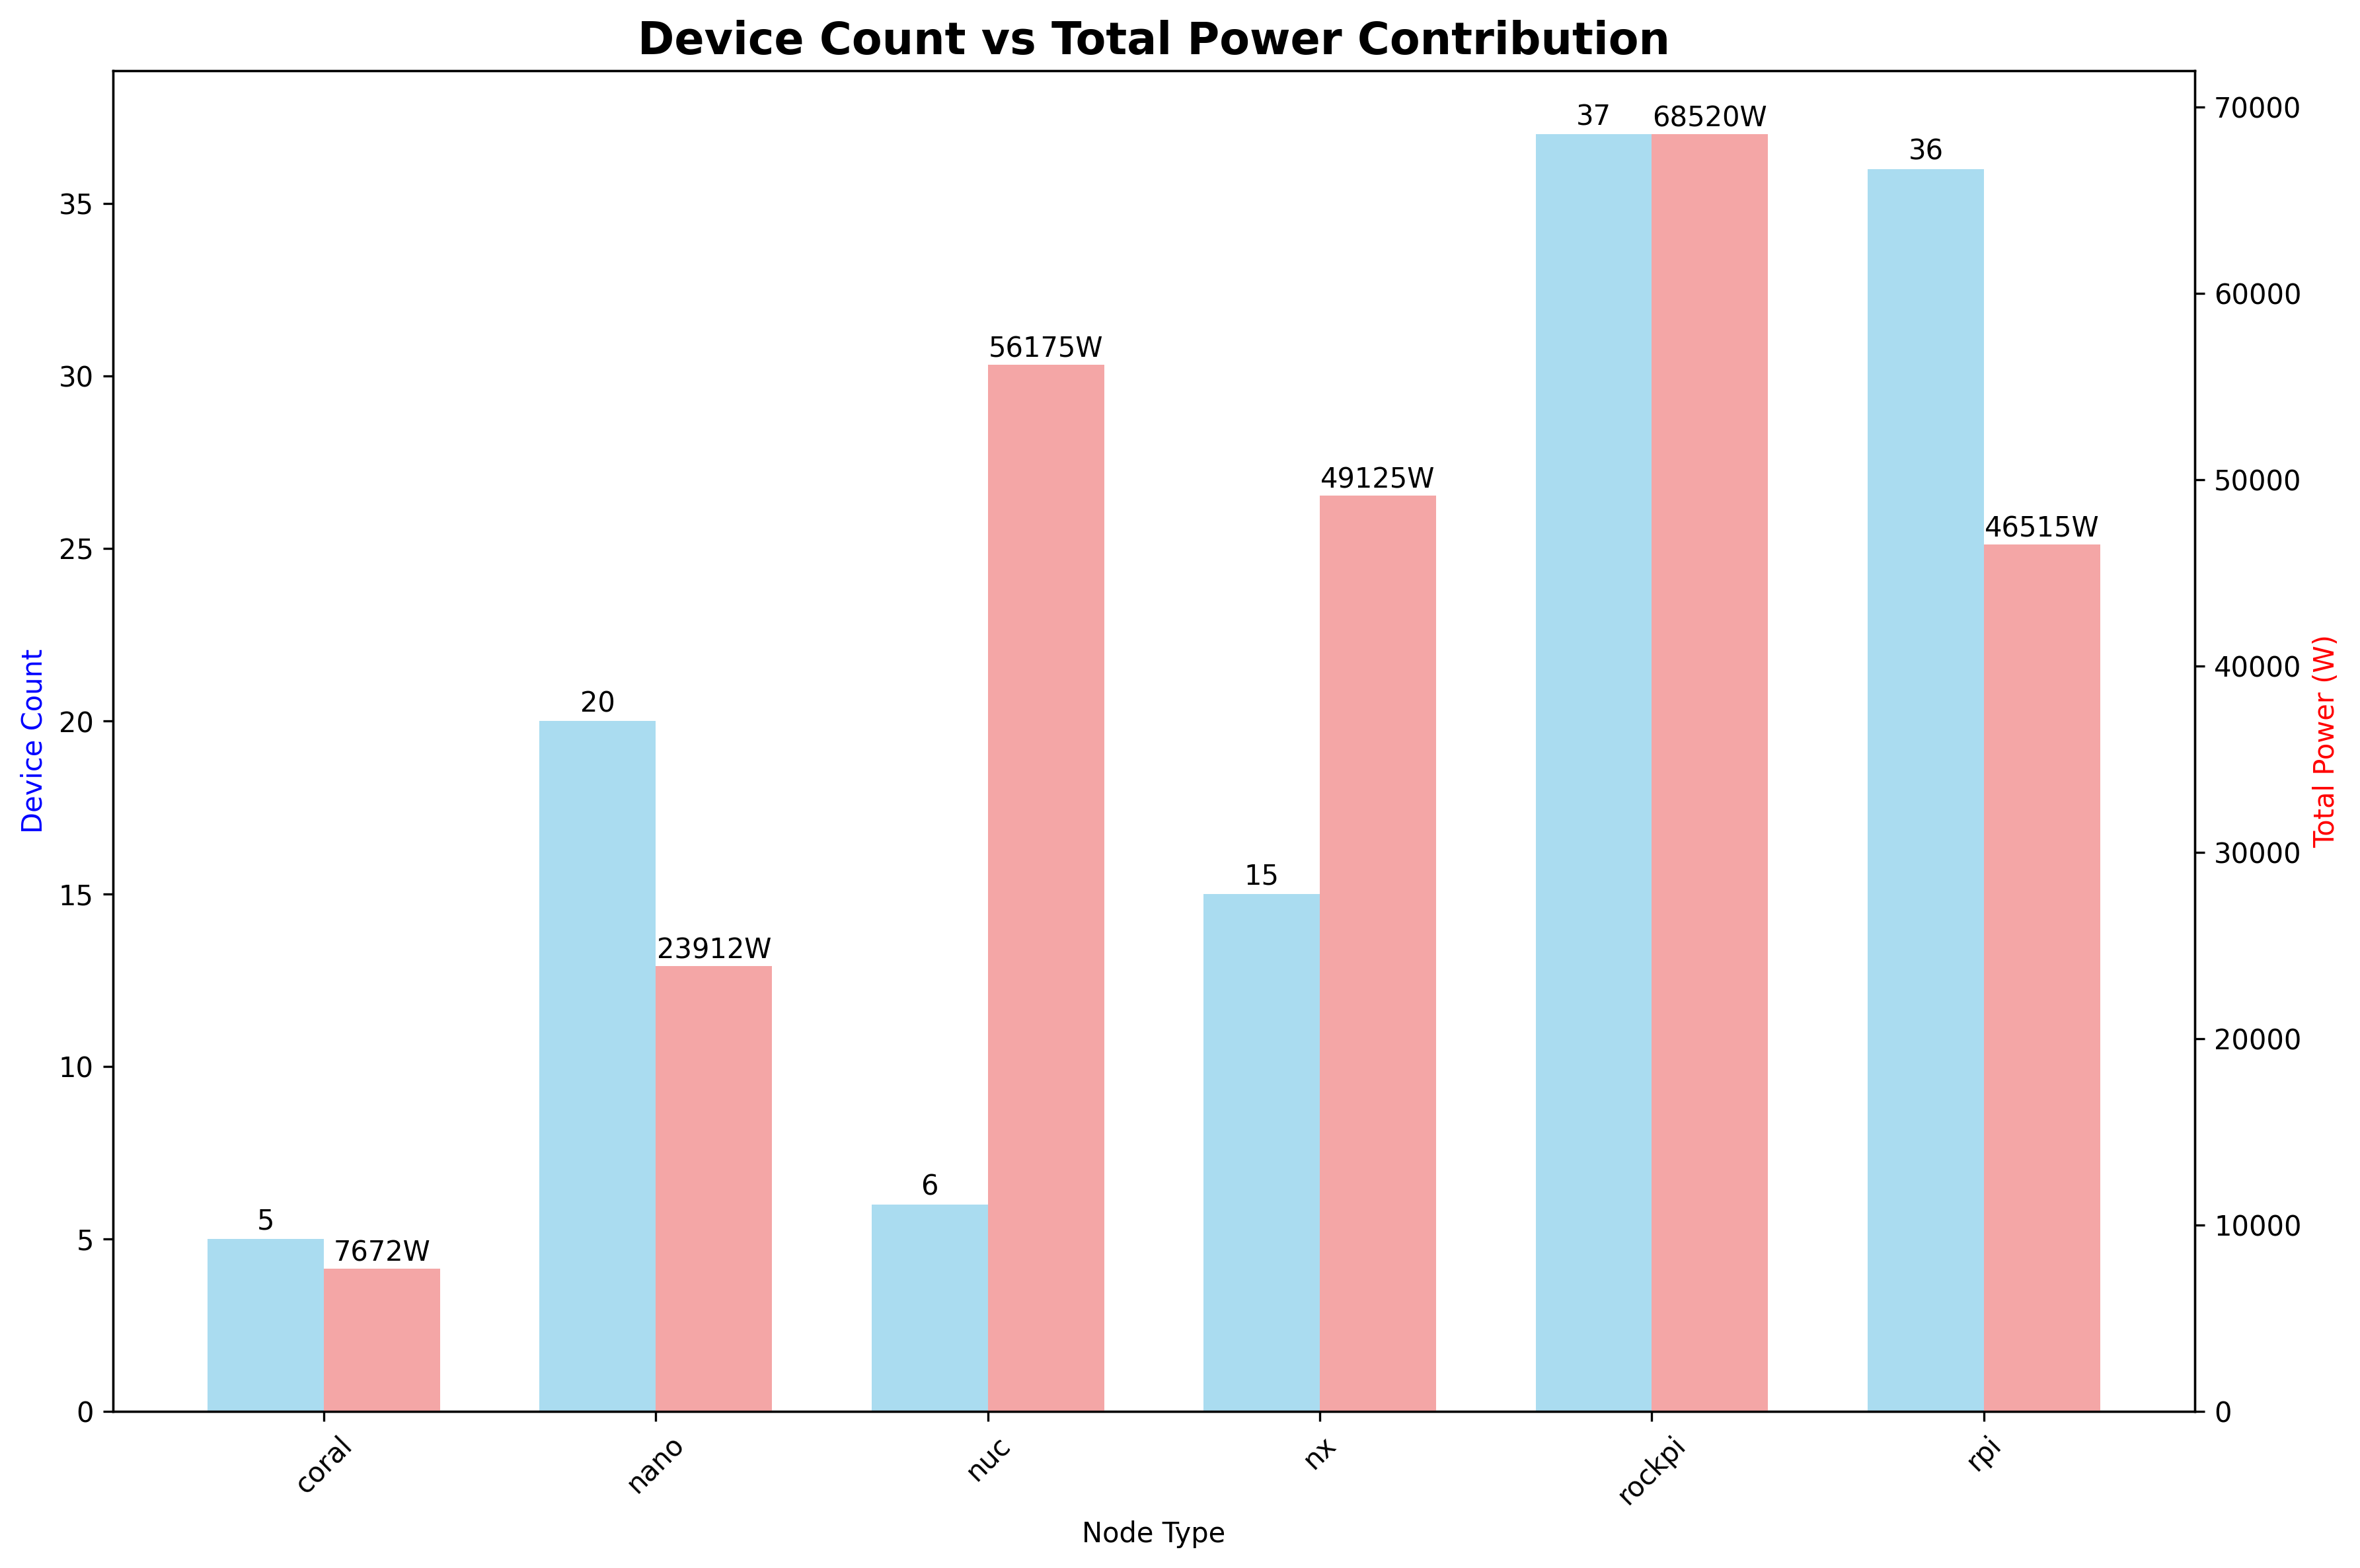 Device Count vs Total Power Contribution
Device Count
35
30
25
20
15
10
5
0
70000
60000
50000
40000
30000
20000
10000
0
Total Power (W)
5
7672W
20
23912W
6
56175W
15
49125W
37
68520W
36
46515W
coral
nano
nuc
nx
rockpi
rpi
Node Type